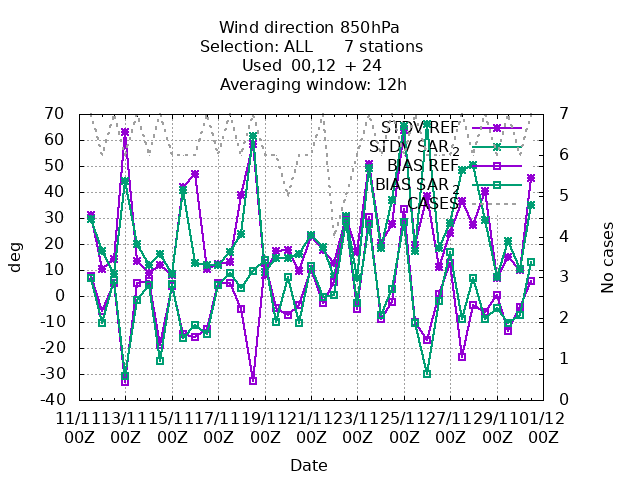 Wind direction 850hPa
Selection: ALL 7 stations
Used 00,12 + 24
Averaging window: 12h
STDV REF
STDV SAR 2
BIAS REF
BIAS SAR 2
CASES
70
60
50
40
30
20
10
0
-10
-20
-30
-40
7
6
5
4
3
2
1
0
deg
No cases
11/11 13/11 15/11 17/11 19/11 21/11 23/11 25/11 27/11 29/11 01/12
00Z 00Z 00Z 00Z 00Z 00Z 00Z 00Z 00Z 00Z 00Z
Date